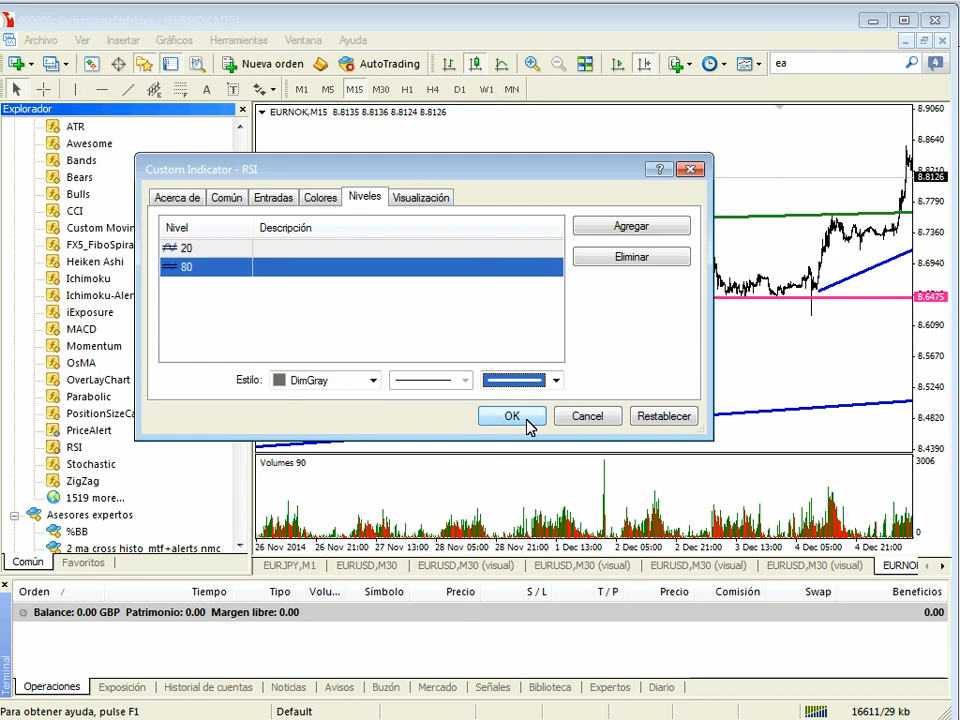 Archivo Ver Insertar Gráficos Herramientas Ventana Ayuda
Nueva orden AutoTrading ea 4
A T M1 M5 M15 M30 H1 H4 D1 W1 MN
Explorador
ATR
Awesome
Bands
Bears
Bulls
CCI
Custom Movin
FX5_FiboSpira
Heiken Ashi
Ichimoku
Ichimoku-Aler
iExposure
MACD
Momentum
OsMA
OverLayChart
Parabolic
PositionSizeCa
PriceAlert
RSI
Stochastic
ZigZag
1519 more...
Asesores expertos
%BB
2 ma cross histo mtf+alerts nmc
Común Favoritos
EURNOK,M15 8.8135 8.8136 8.8124 8.8126
8.9060
8.8640
8.8126
8.7790
8.7360
8.6940
8.6475
8.6090
8.5670
8.5240
8.4820
8.4390
Custom Indicator - RSI
Acerca de Común Entradas Colores Niveles Visualización
Nivel Descripción
20
80
Agregar
Eliminar
Estilo: DimGray
OK Cancel Restablecer
Volumes 90
3006
0
26 Nov 2014 26 Nov 21:00 27 Nov 13:00 28 Nov 05:00 28 Nov 21:00 1 Dec 13:00 2 Dec 05:00 2 Dec 21:00 3 Dec 13:00 4 Dec 05:00 4 Dec 21:00
EURJPY,M1 EURUSD,M30 EURUSD,M30 (visual) EURUSD,M30 (visual) EURUSD,M30 (visual) EURUSD,M30 (visual) EURNO
Orden / Tiempo Tipo Volu... Símbolo Precio S / L T / P Precio Comisión Swap Beneficios
Balance: 0.00 GBP Patrimonio: 0.00 Margen libre: 0.00 0.00
Terminal
Operaciones Exposición Historial de cuentas Noticias Avisos Buzón Mercado Señales Biblioteca Expertos Diario
Para obtener ayuda, pulse F1 Default 16611/29 kb